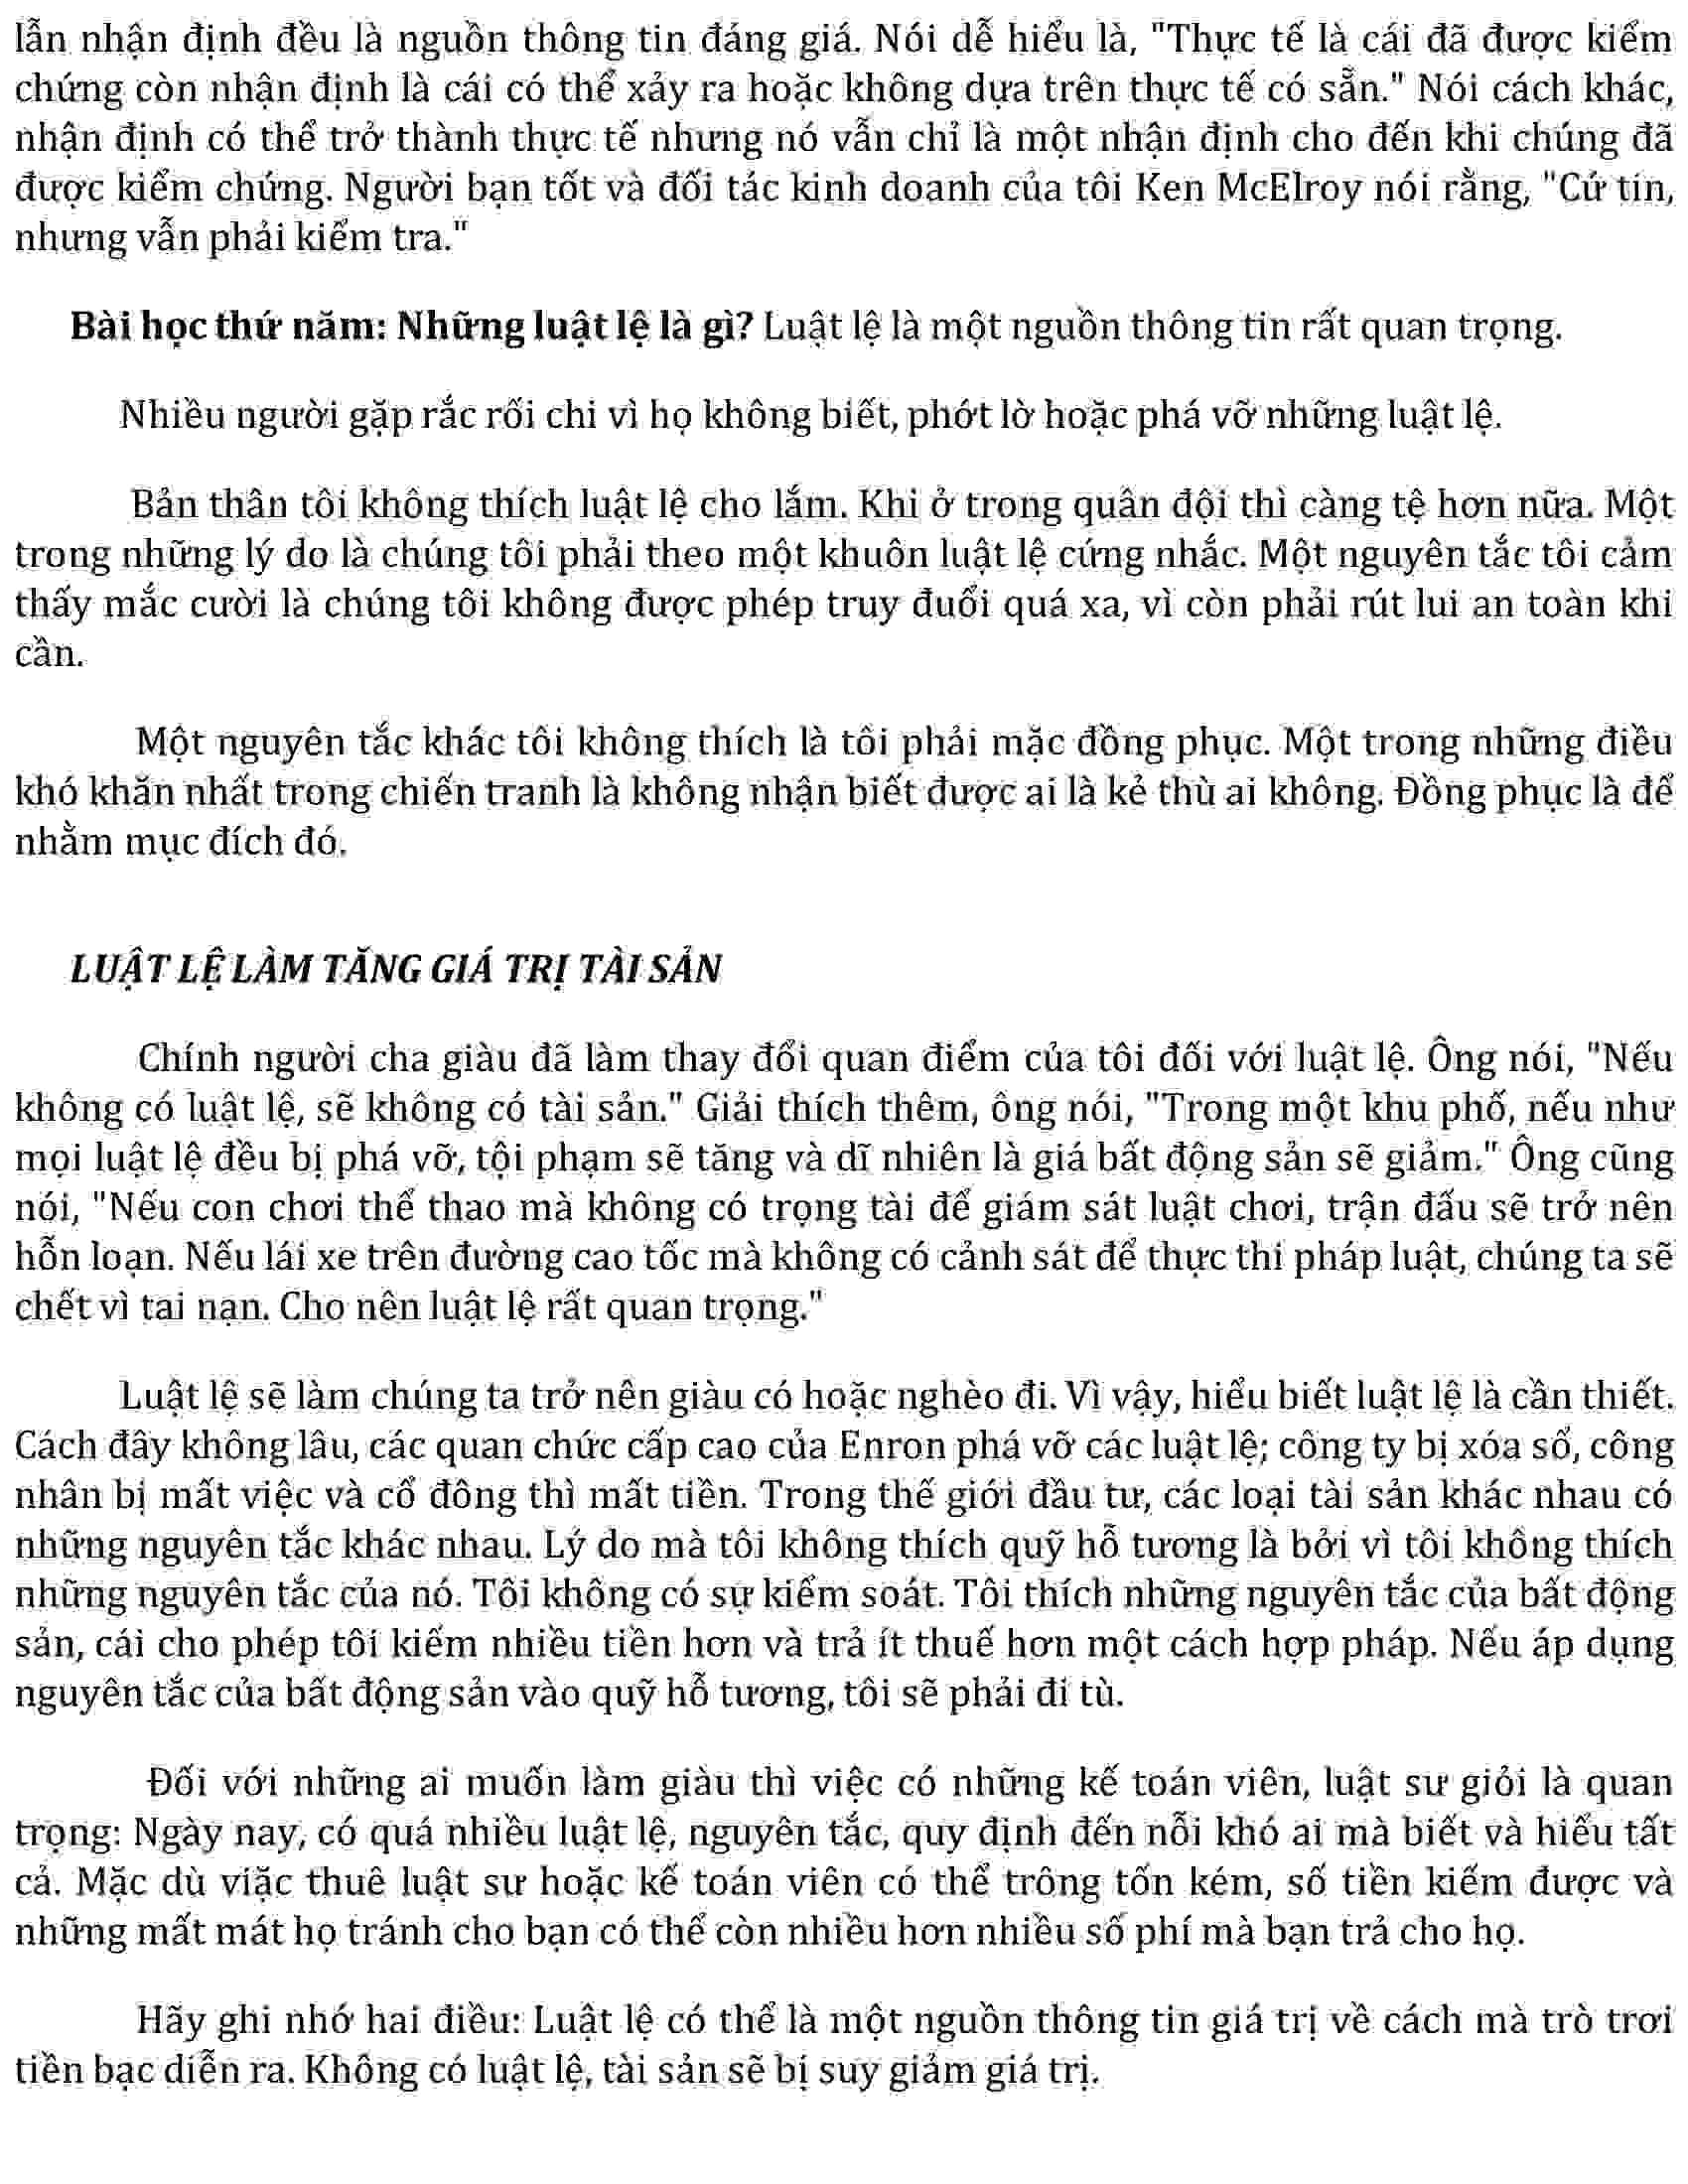 lẫn nhận định đều là nguồn thông tin đáng giá. Nói dễ hiểu là, "Thực tế là cái đã được kiểm
chứng còn nhận định là cái có thể xảy ra hoặc không dựa trên thực tế có sẵn." Nói cách khác,
nhận định có thể trở thành thực tế nhưng nó vẫn chỉ là một nhận định cho đến khi chúng đã
được kiểm chứng. Người bạn tốt và đối tác kinh doanh của tôi Ken McElroy nói rằng, "Cứ tin,
nhưng vẫn phải kiểm tra."
Bài học thứ năm: Những luật lệ là gì? Luật lệ là một nguồn thông tin rất quan trọng.
Nhiều người gặp rắc rối chi vì họ không biết, phớt lờ hoặc phá vỡ những luật lệ.
Bản thân tôi không thích luật lệ cho lắm. Khi ở trong quân đội thì càng tệ hơn nữa. Một
trong những lý do là chúng tôi phải theo một khuôn luật lệ cứng nhắc. Một nguyên tắc tôi cảm
thấy mắc cười là chúng tôi không được phép truy đuổi quá xa, vì còn phải rút lui an toàn khi
cần.
Một nguyên tắc khác tôi không thích là tôi phải mặc đồng phục. Một trong những điều
khó khăn nhất trong chiến tranh là không nhận biết được ai là kẻ thù ai không. Đồng phục là để
nhằm mục đích đó.
LUẬT LỆ LÀM TĂNG GIÁ TRỊ TÀI SẢN
Chính người cha giàu đã làm thay đổi quan điểm của tôi đối với luật lệ. Ông nói, "Nếu
không có luật lệ, sẽ không có tài sản." Giải thích thêm, ông nói, "Trong một khu phố, nếu như
mọi luật lệ đều bị phá vỡ, tội phạm sẽ tăng và dĩ nhiên là giá bất động sản sẽ giảm." Ông cũng
nói, "Nếu con chơi thể thao mà không có trọng tài để giám sát luật chơi, trận đấu sẽ trở nên
hỗn loạn. Nếu lái xe trên đường cao tốc mà không có cảnh sát để thực thi pháp luật, chúng ta sẽ
chết vì tai nạn. Cho nên luật lệ rất quan trọng."
Luật lệ sẽ làm chúng ta trở nên giàu có hoặc nghèo đi. Vì vậy, hiểu biết luật lệ là cần thiết.
Cách đây không lâu, các quan chức cấp cao của Enron phá vỡ các luật lệ; công ty bị xóa sổ, công
nhân bị mất việc và cổ đông thì mất tiền. Trong thế giới đầu tư, các loại tài sản khác nhau có
những nguyên tắc khác nhau. Lý do mà tôi không thích quỹ hỗ tương là bởi vì tôi không thích
những nguyên tắc của nó. Tôi không có sự kiểm soát. Tôi thích những nguyên tắc của bất động
sản, cái cho phép tôi kiếm nhiều tiền hơn và trả ít thuế hơn một cách hợp pháp. Nếu áp dụng
nguyên tắc của bất động sản vào quỹ hỗ tương, tôi sẽ phải đi tù.
Đối với những ai muốn làm giàu thì việc có những kế toán viên, luật sư giỏi là quan
trọng: Ngày nay, có quá nhiều luật lệ, nguyên tắc, quy định đến nỗi khó ai mà biết và hiểu tất
cả. Mặc dù viặc thuê luật sư hoặc kế toán viên có thể trông tốn kém, số tiền kiếm được và
những mất mát họ tránh cho bạn có thể còn nhiều hơn nhiều số phí mà bạn trả cho họ.
Hãy ghi nhớ hai điều: Luật lệ có thể là một nguồn thông tin giá trị về cách mà trò trơi
tiền bạc diễn ra. Không có luật lệ, tài sản sẽ bị suy giảm giá trị.